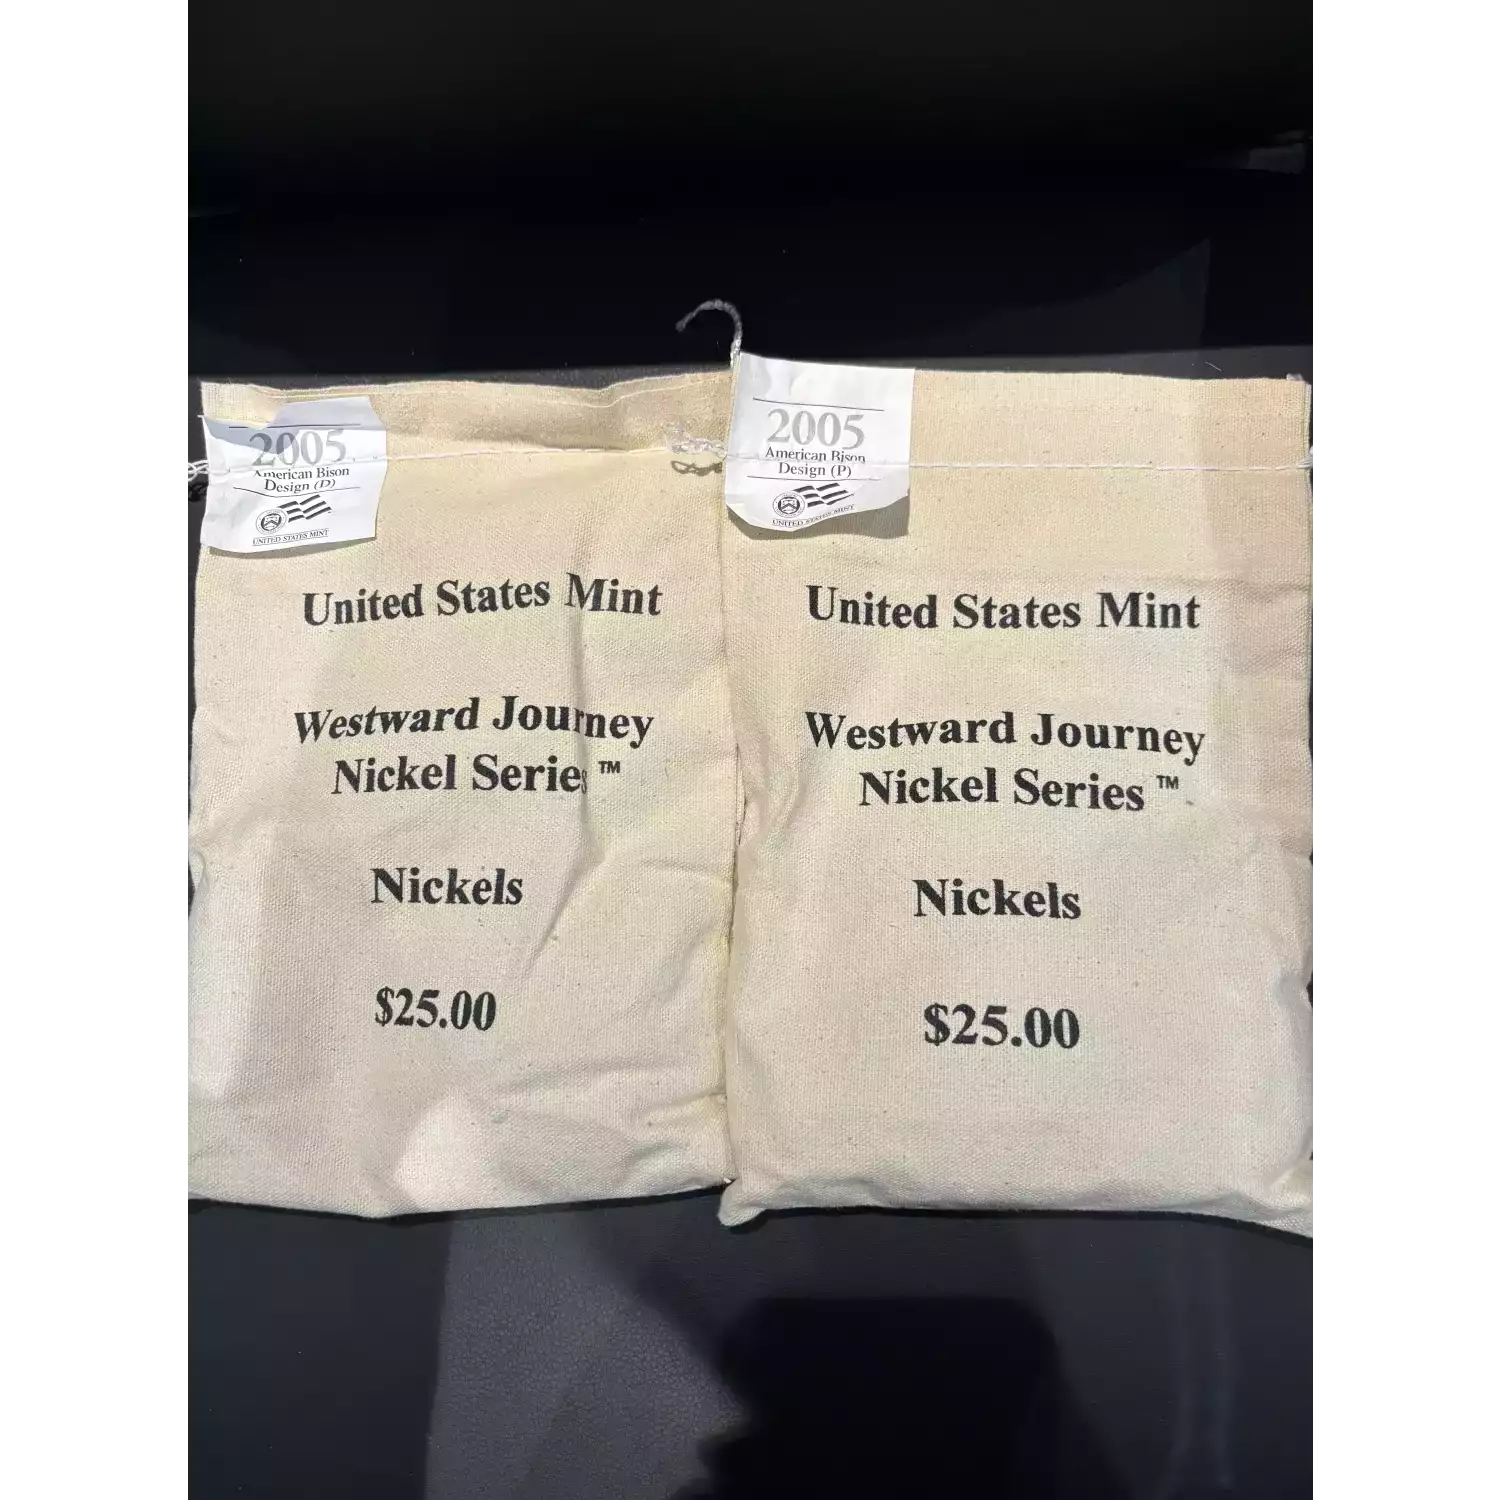 2005
American Bison
Design (D)
UNITED STATES MINT
United States Mint
Westward Journey
Nickel Series™
Nickels
$25.00
2005
American Bison
Design (P)
UNITED STATES MINT
United States Mint
Westward Journey
Nickel Series™
Nickels
$25.00